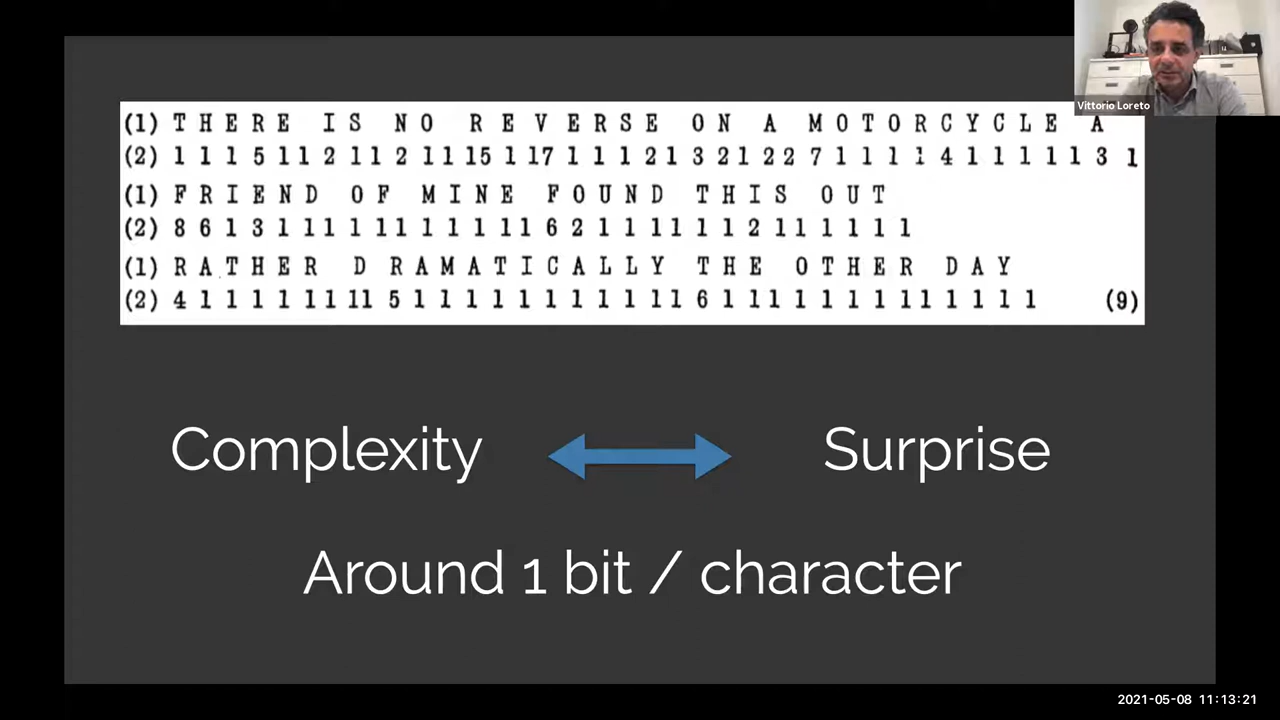 (1) THERE IS NO REVERSE ON A MOTORCYCLE A
(2) 1 1 1 5 1 1 2 1 1 2 1 1 15 1 17 1 1 1 2 1 3 2 1 2 2 7 1 1 1 1 4 1 1 1 1 1 3 1
(1) FRIEND OF MINE FOUND THIS OUT
(2) 8 6 1 3 1 1 1 1 1 1 1 1 1 1 1 1 6 2 1 1 1 1 1 1 1 2 1 1 1 1 1 1
(1) RATHER DRAMATICALLY THE OTHER DAY
(2) 4 1 1 1 1 1 1 11 5 1 1 1 1 1 1 1 1 1 1 1 6 1 1 1 1 1 1 1 1 1 1 1 1 1 (9)
Complexity Surprise
Around 1 bit / character
Vittorio Loreto
2021-05-08 11:13:21